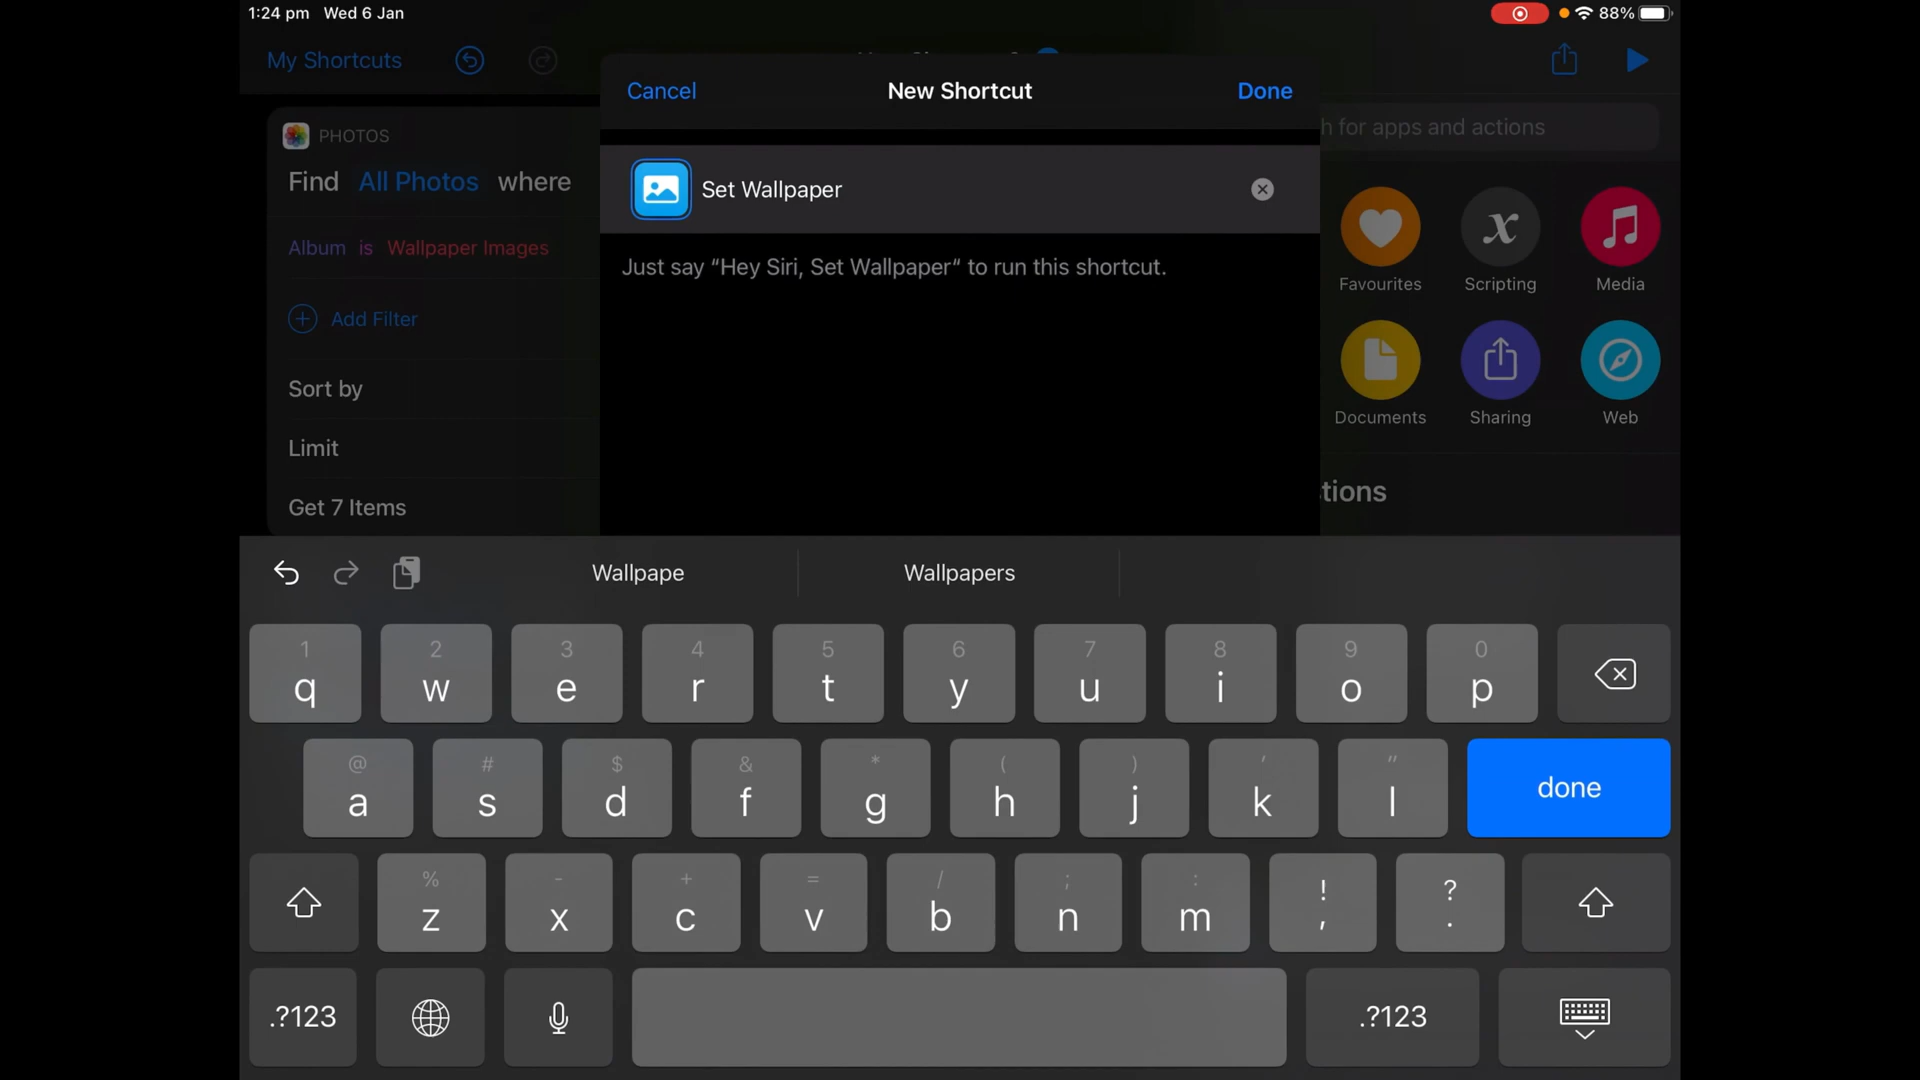 1:24 pm Wed 6 Jan
88%
My Shortcuts
Cancel
New Shortcut
Done
PHOTOS
Find All Photos where
Album is Wallpaper Images
Add Filter
Sort by
Limit
Get 7 Items
Set Wallpaper
Just say “Hey Siri, Set Wallpaper“ to run this shortcut.
h for apps and actions
Favourites
Scripting
Media
Documents
Sharing
Web
tions
Wallpape
Wallpapers
1 2 3 4 5 6 7 8 9 0
q w e r t y u i o p
@ # $ & * ( ) ' "
a s d f g h j k l done
% - + = / ; : ! ?
z x c v b n m , .
.?123
.?123